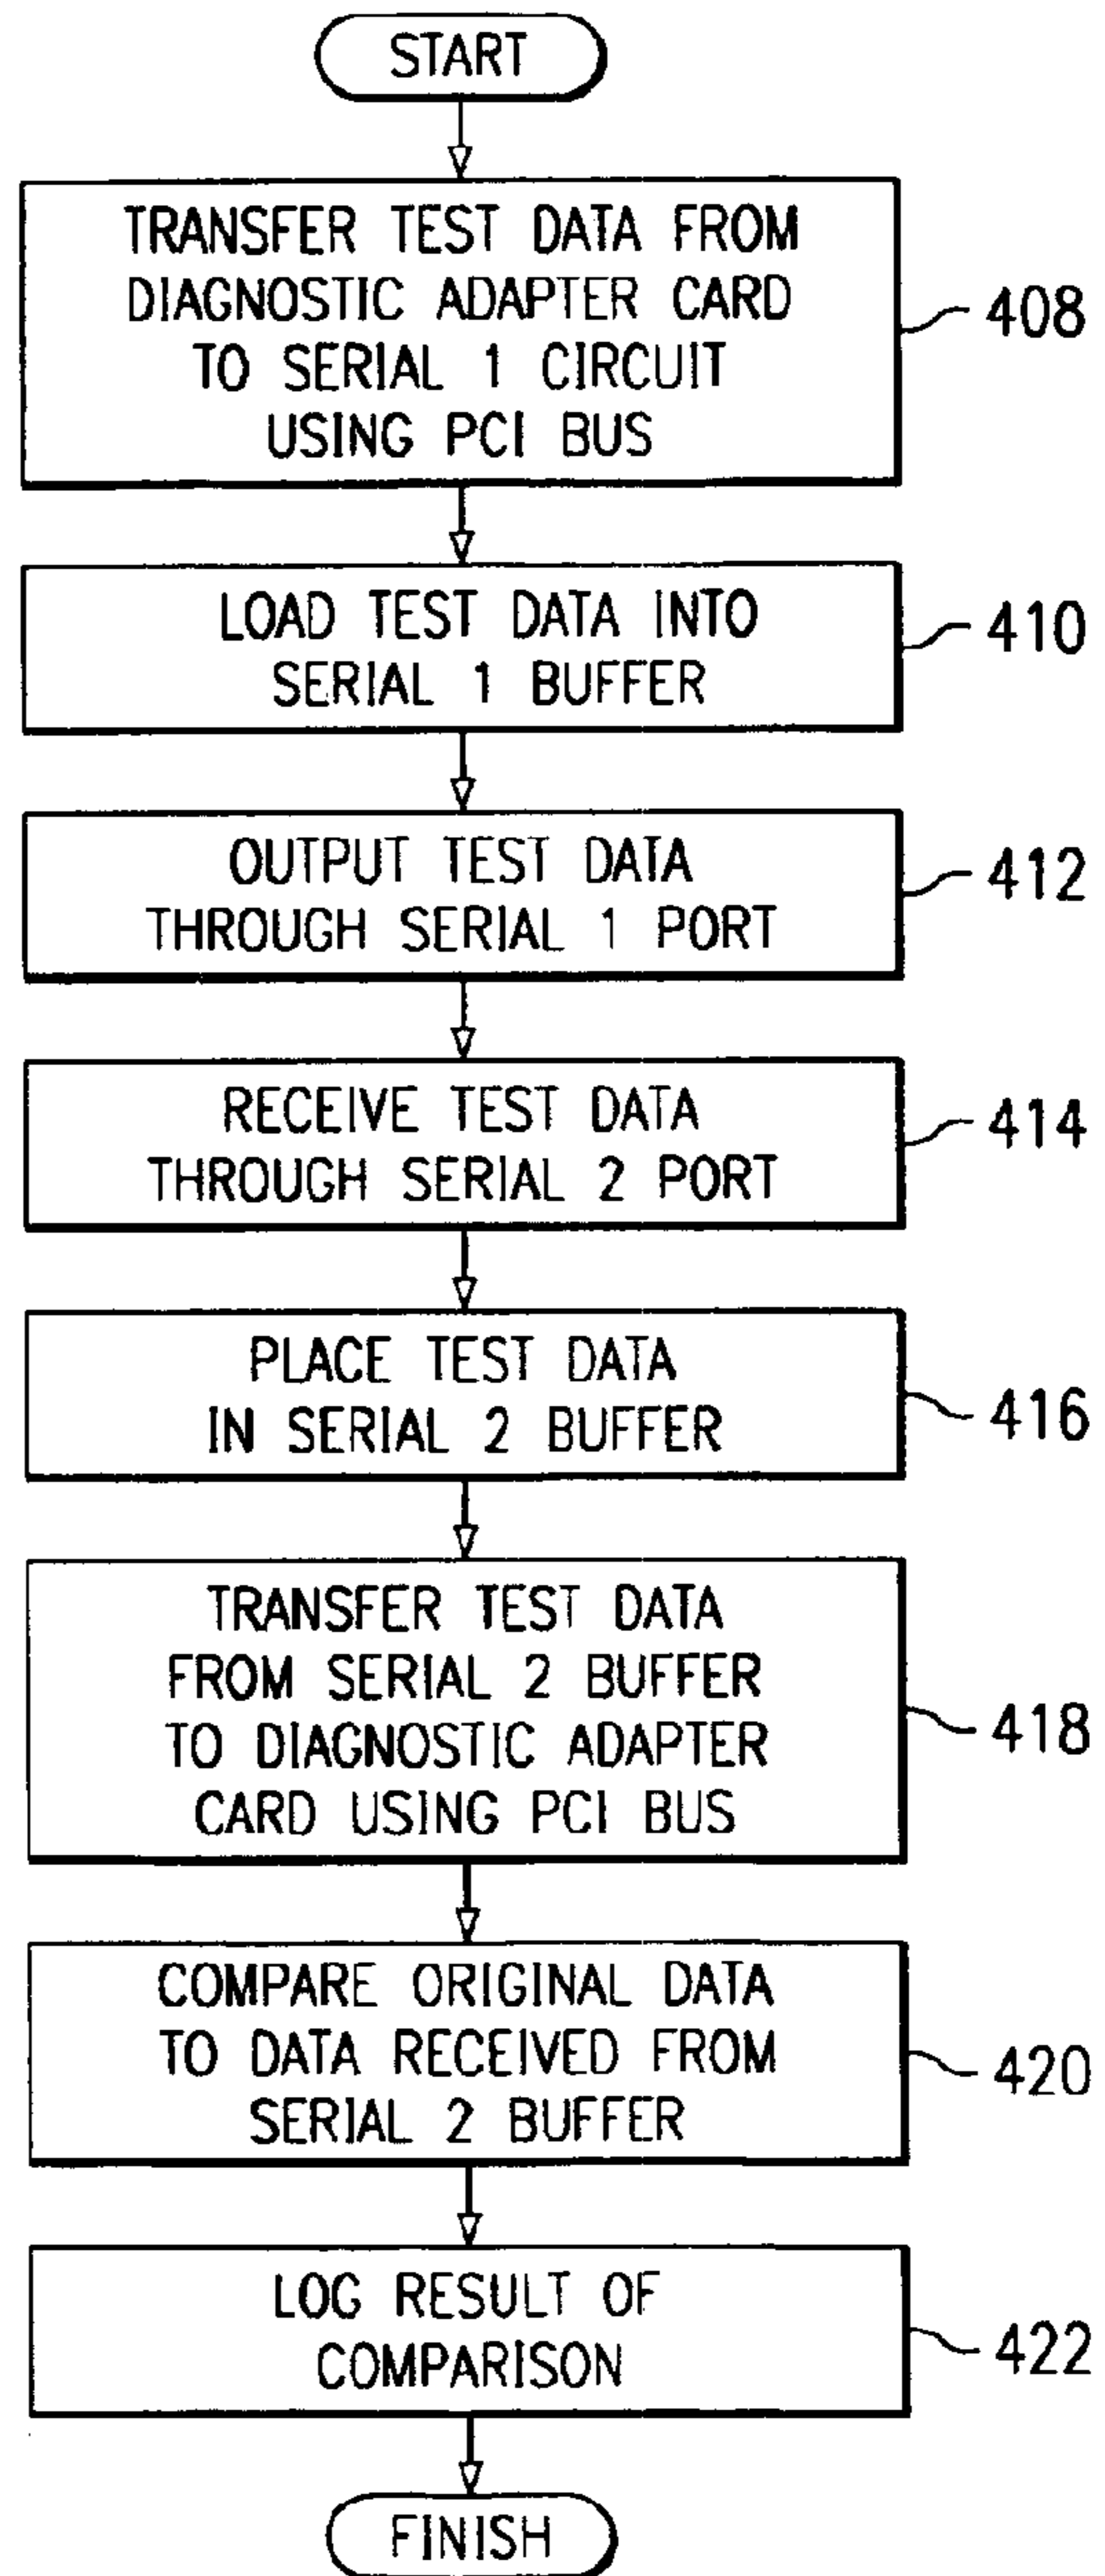 START
TRANSFER TEST DATA FROM
DIAGNOSTIC ADAPTER CARD
TO SERIAL 1 CIRCUIT
USING PCI BUS
408
LOAD TEST DATA INTO
SERIAL 1 BUFFER
410
OUTPUT TEST DATA
THROUGH SERIAL 1 PORT
412
RECEIVE TEST DATA
THROUGH SERIAL 2 PORT
414
PLACE TEST DATA
IN SERIAL 2 BUFFER
416
TRANSFER TEST DATA
FROM SERIAL 2 BUFFER
TO DIAGNOSTIC ADAPTER
CARD USING PCI BUS
418
COMPARE ORIGINAL DATA
TO DATA RECEIVED FROM
SERIAL 2 BUFFER
420
LOG RESULT OF
COMPARISON
422
FINISH